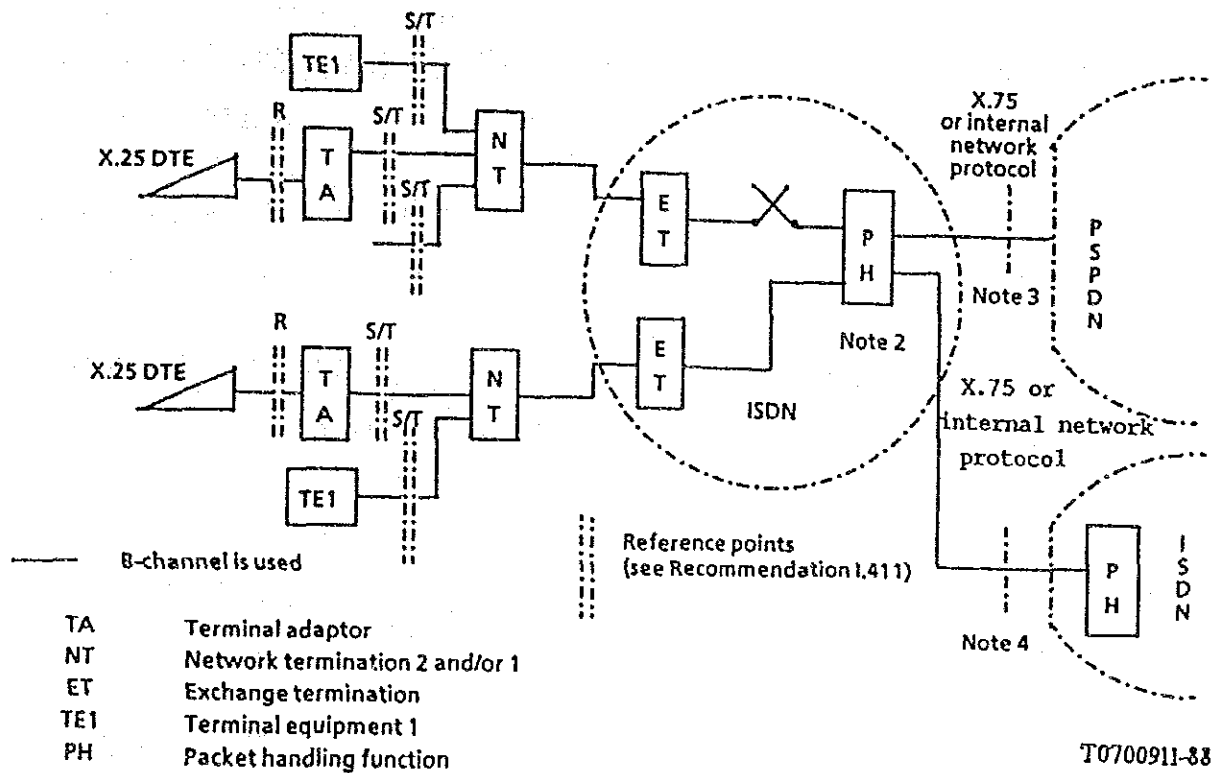 S/T
TE1
R
S/T
X.25 DTE
T
A
N
T
S/T
E
T
P
H
X.75
or internal
network
protocol
P
S
P
D
N
Note 3
Note 2
R
S/T
X.25 DTE
T
A
N
T
S/T
E
T
ISDN
X.75 or
internal network
protocol
TE1
B-channel is used
Reference points
(see Recommendation I.411)
P
H
I
S
D
N
Note 4
TA Terminal adaptor
NT Network termination 2 and/or 1
ET Exchange termination
TE1 Terminal equipment 1
PH Packet handling function
T0700911-88